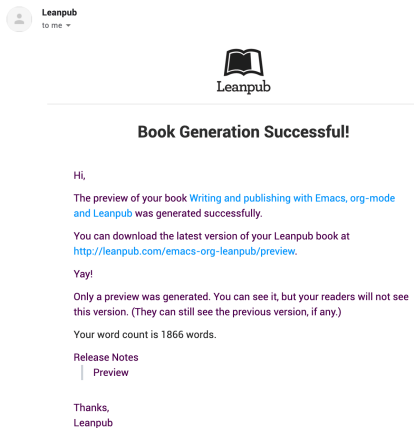 Leanpub
to me
Leanpub
Book Generation Successful!
Hi,
The preview of your book Writing and publishing with Emacs, org-mode
and Leanpub was generated successfully.
You can download the latest version of your Leanpub book at
http://leanpub.com/emacs-org-leanpub/preview.
Yay!
Only a preview was generated. You can see it, but your readers will not see
this version. (They can still see the previous version, if any.)
Your word count is 1866 words.
Release Notes
Preview
Thanks,
Leanpub